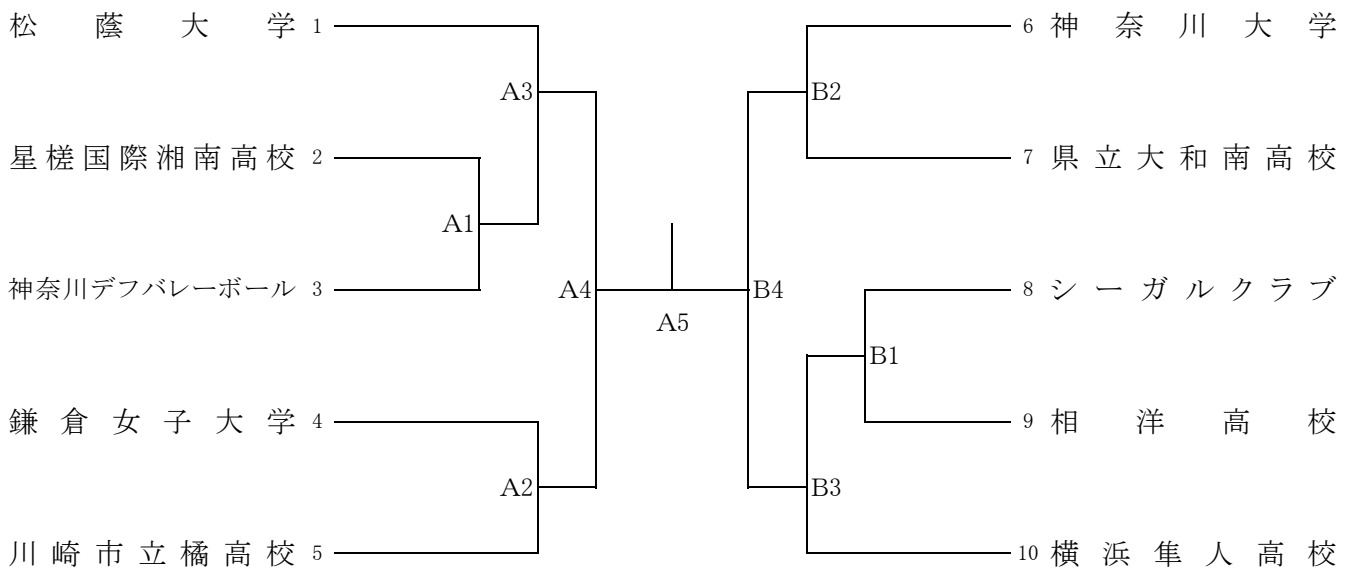 松蔭大学 1
6 神奈川大学
A3
B2
星槎国際湘南高校 2
7 県立大和南高校
A1
神奈川デフバレーボール 3
A4
B4
8 シーガルクラブ
A5
B1
鎌倉女子大学 4
9 相洋高校
A2
B3
川崎市立橘高校 5
10 横浜隼人高校